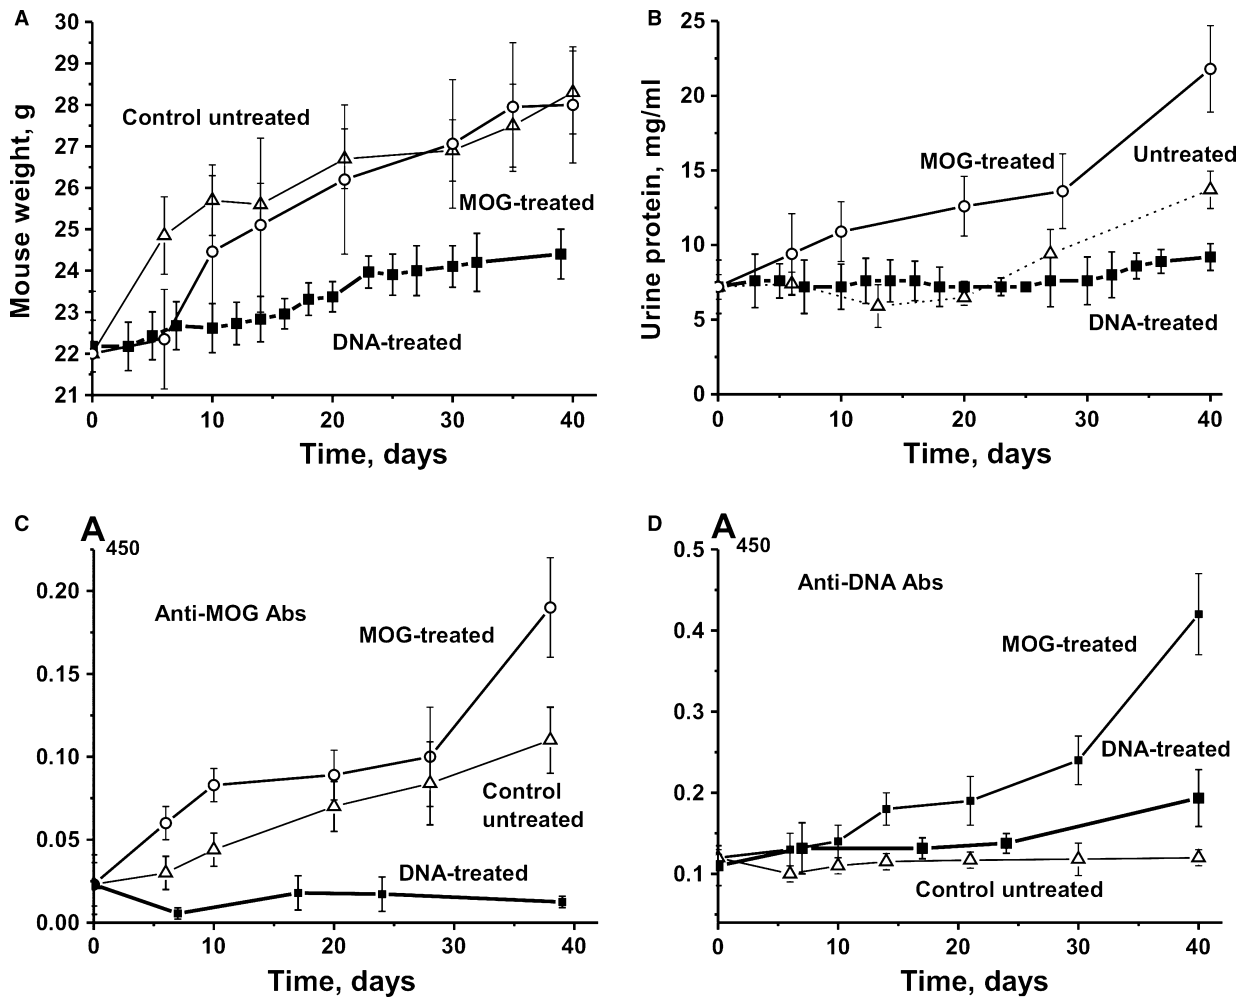 A
Mouse weight, g
30
29
28
27
26
25
24
23
22
21
Control untreated
MOG-treated
DNA-treated
0
10
20
30
40
Time, days
B
Urine protein, mg/ml
25
20
15
10
5
0
MOG-treated
Untreated
DNA-treated
0
10
20
30
40
Time, days
C
A450
0.20
0.15
0.10
0.05
0.00
Anti-MOG Abs
MOG-treated
Control
untreated
DNA-treated
0
10
20
30
40
Time, days
D
A450
0.5
0.4
0.3
0.2
0.1
Anti-DNA Abs
MOG-treated
DNA-treated
Control untreated
0
10
20
30
40
Time, days